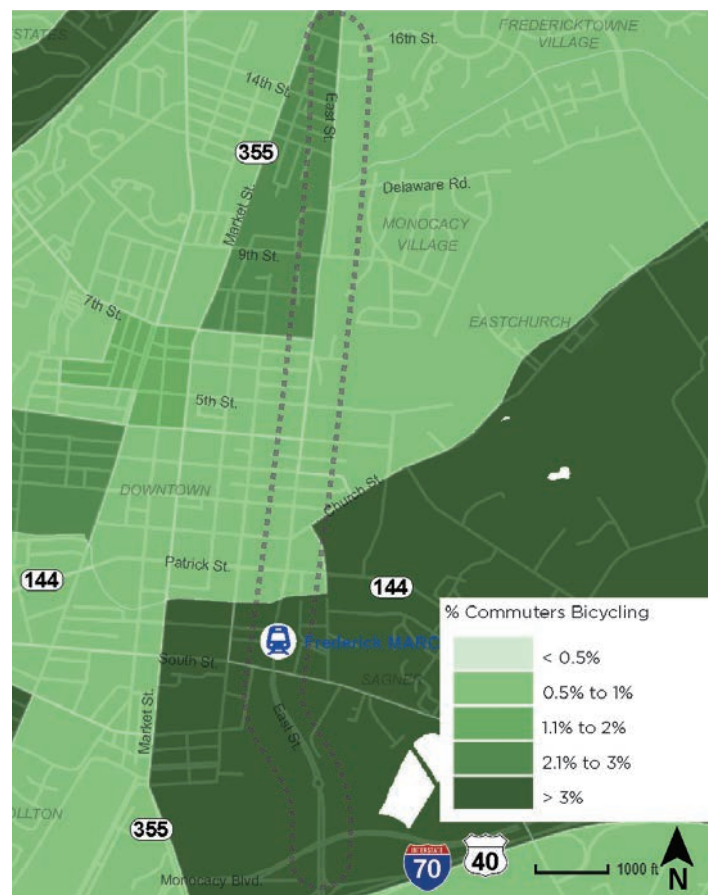 STATES
16th St.
FREDERICKTOWNE
VILLAGE
14th St.
East St.
355
Market St.
Delaware Rd.
MONOCACY
VILLAGE
9th St.
7th St.
EASTCHURCH
5th St.
DOWNTOWN
Church St.
Patrick St.
144
144
% Commuters Bicycling
< 0.5%
0.5% to 1%
1.1% to 2%
2.1% to 3%
> 3%
Frederick MARC
South St.
SAGNER
Market St.
East St.
OLLTON
355
INTERSTATE
70
40
1000 ft
N
Monocacy Blvd.